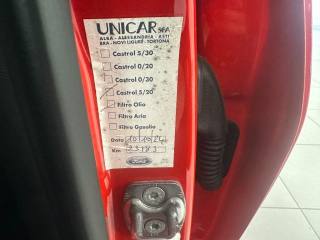 UNICAR SPA
ALBA - ALESSANDRIA - ASTI
BRA - NOVI LIGURE - TORTONA
Castrol 5/30
Castrol 0/20
Castrol 0/30
Castrol 5/20
Filtro Olio
Filtro Aria
Filtro Gasolio
Data
Km
Ford